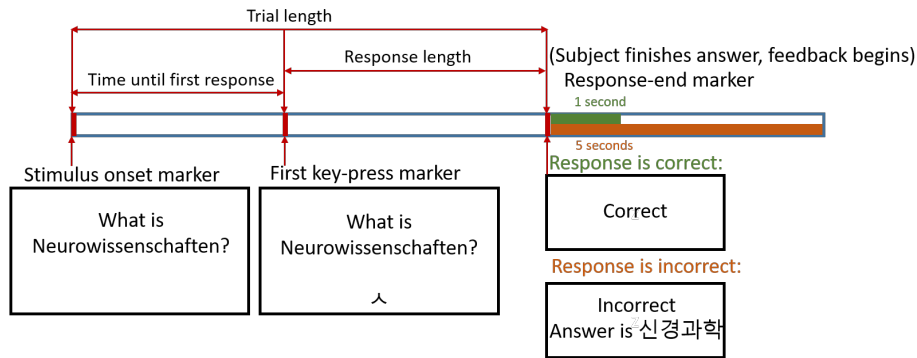 Trial length
(Subject finishes answer, feedback begins)
Response length
Response-end marker
Time until first response
1 second
5 seconds
Stimulus onset marker
First key-press marker
Response is correct:
What is
Neurowissenschaften?
What is
Neurowissenschaften?
ㅅ
Correct
Response is incorrect:
Incorrect
Answer is 신경과학